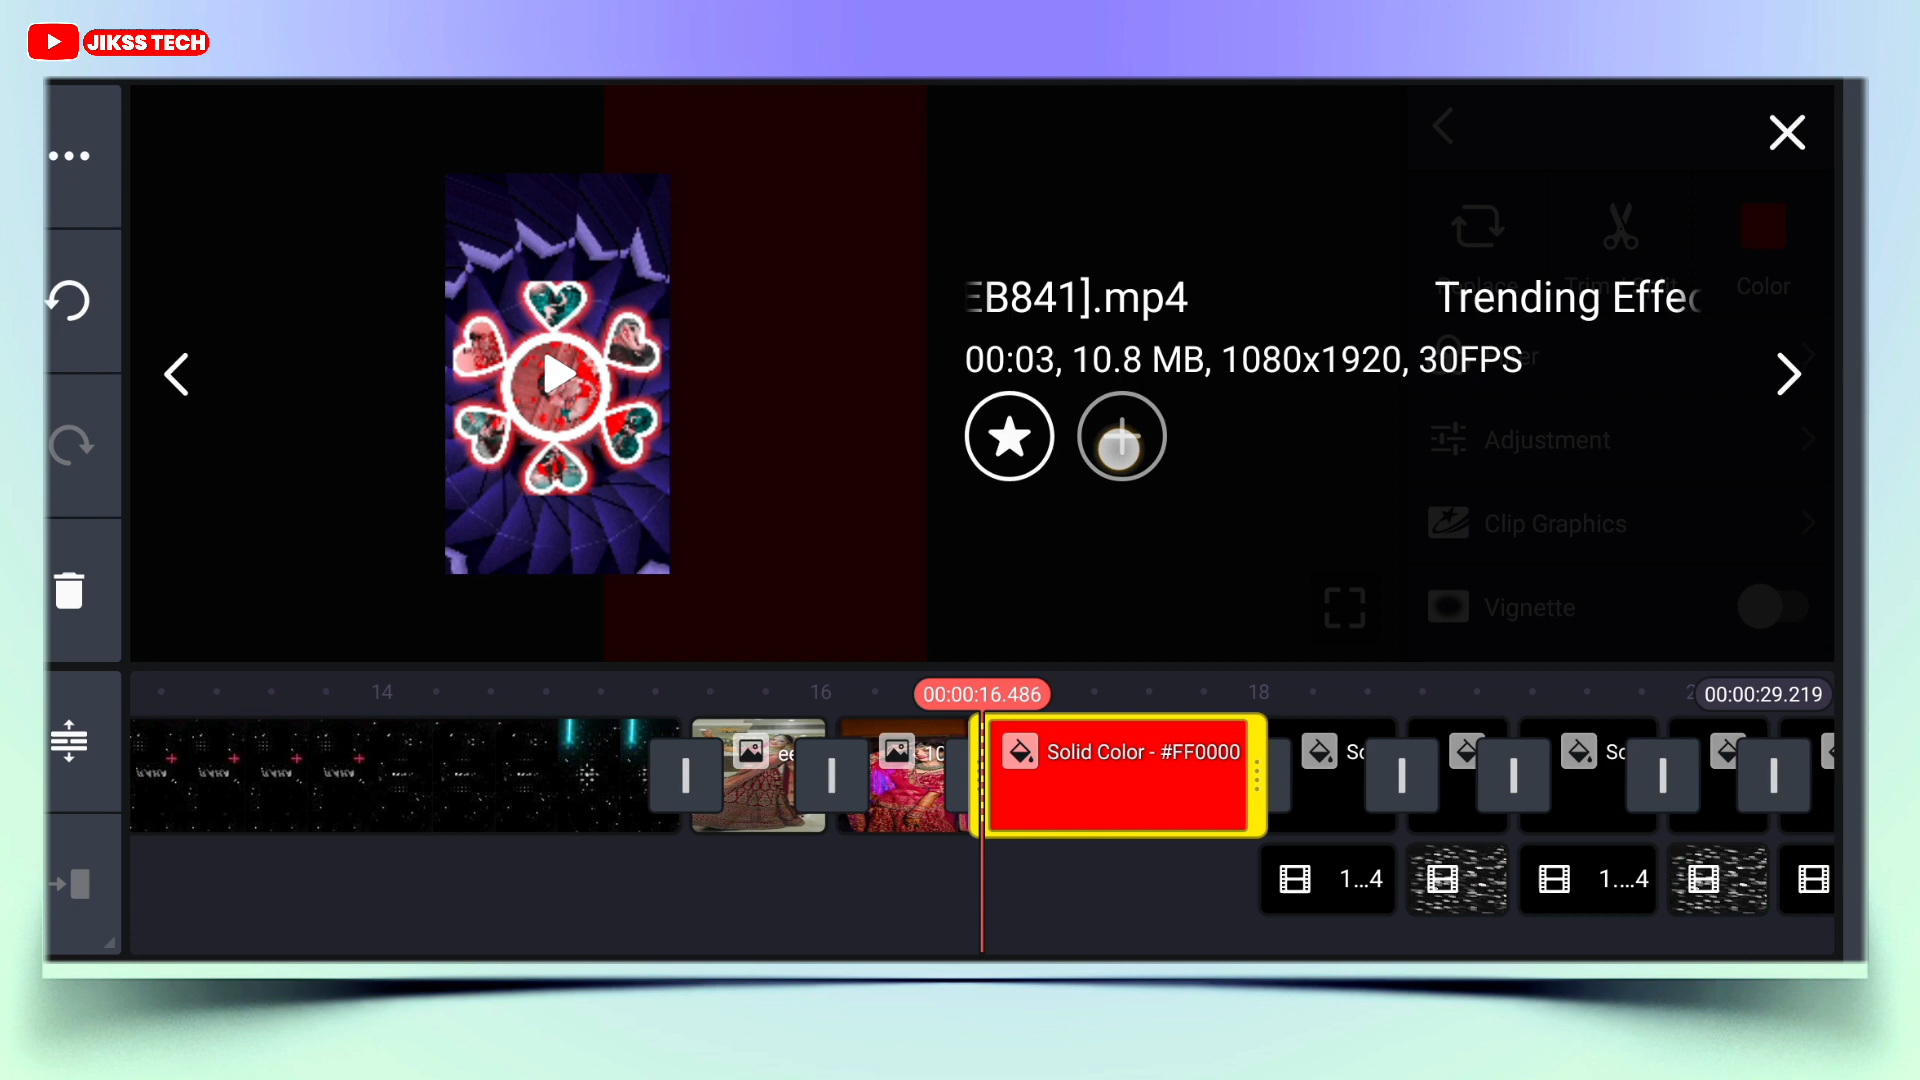 JIKSS TECH
EB841].mp4 Trending Effec
00:03, 10.8 MB, 1080x1920, 30FPS
Color
Adjustment
Clip Graphics
Vignette
14 16 00:00:16.486 18 00:00:29.219
Solid Color - #FF0000
1...4 1....4